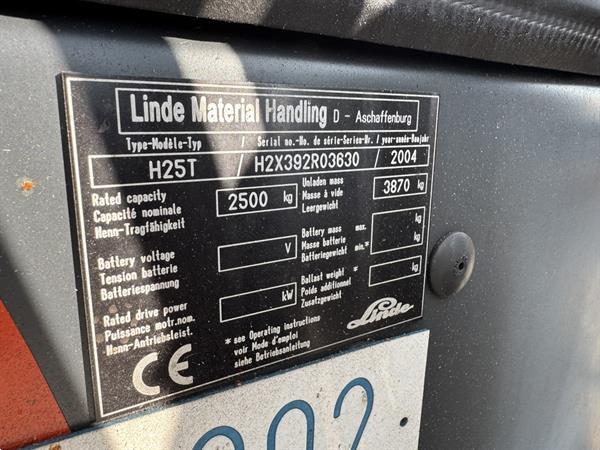 Linde Material Handling D - Aschaffenburg
Type-Modèle-Typ / Serial no.-No. de série-Serien-Nr. / year-année-Baujahr
H25T / H2X392R03630 / 2004
Rated capacity
Capacité nominale
Nenn-Tragfähigkeit
2500 kg
Unladen mass
Masse à vide
Leergewicht
3870 kg
Battery voltage
Tension batterie
Batteriespannung
V
Battery mass max.
Masse batterie
Batteriegewicht min.*
kg
kg
Rated drive power
Puissance motr.nom.
Nenn-Antriebsleist.
kW
Ballast weight *
Poids additionnel
Zusatzgewicht
kg
* see Operating instructions
voir Mode d'emploi
siehe Betriebsanleitung
Linde
CE